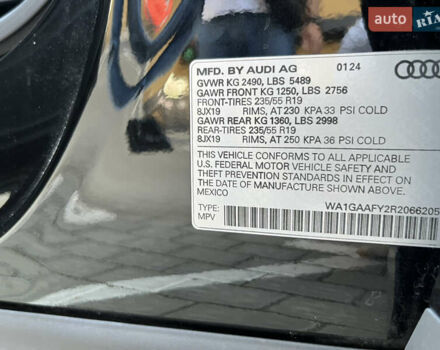 auto RIA.com
MFD. BY AUDI AG 0124
GVWR KG 2490, LBS 5489
GAWR FRONT KG 1250, LBS 2756
FRONT-TIRES 235/55 R19
8JX19 RIMS, AT 230 KPA 33 PSI COLD
GAWR REAR KG 1360, LBS 2998
REAR-TIRES 235/55 R19
8JX19 RIMS, AT 250 KPA 36 PSI COLD
THIS VEHICLE CONFORMS TO ALL APPLICABLE
U.S. FEDERAL MOTOR VEHICLE SAFETY AND
THEFT PREVENTION STANDARDS IN EFFECT ON
THE DATE OF MANUFACTURE SHOWN ABOVE.
MEXICO
TYPE: WA1GAAFY2R2066205
MPV